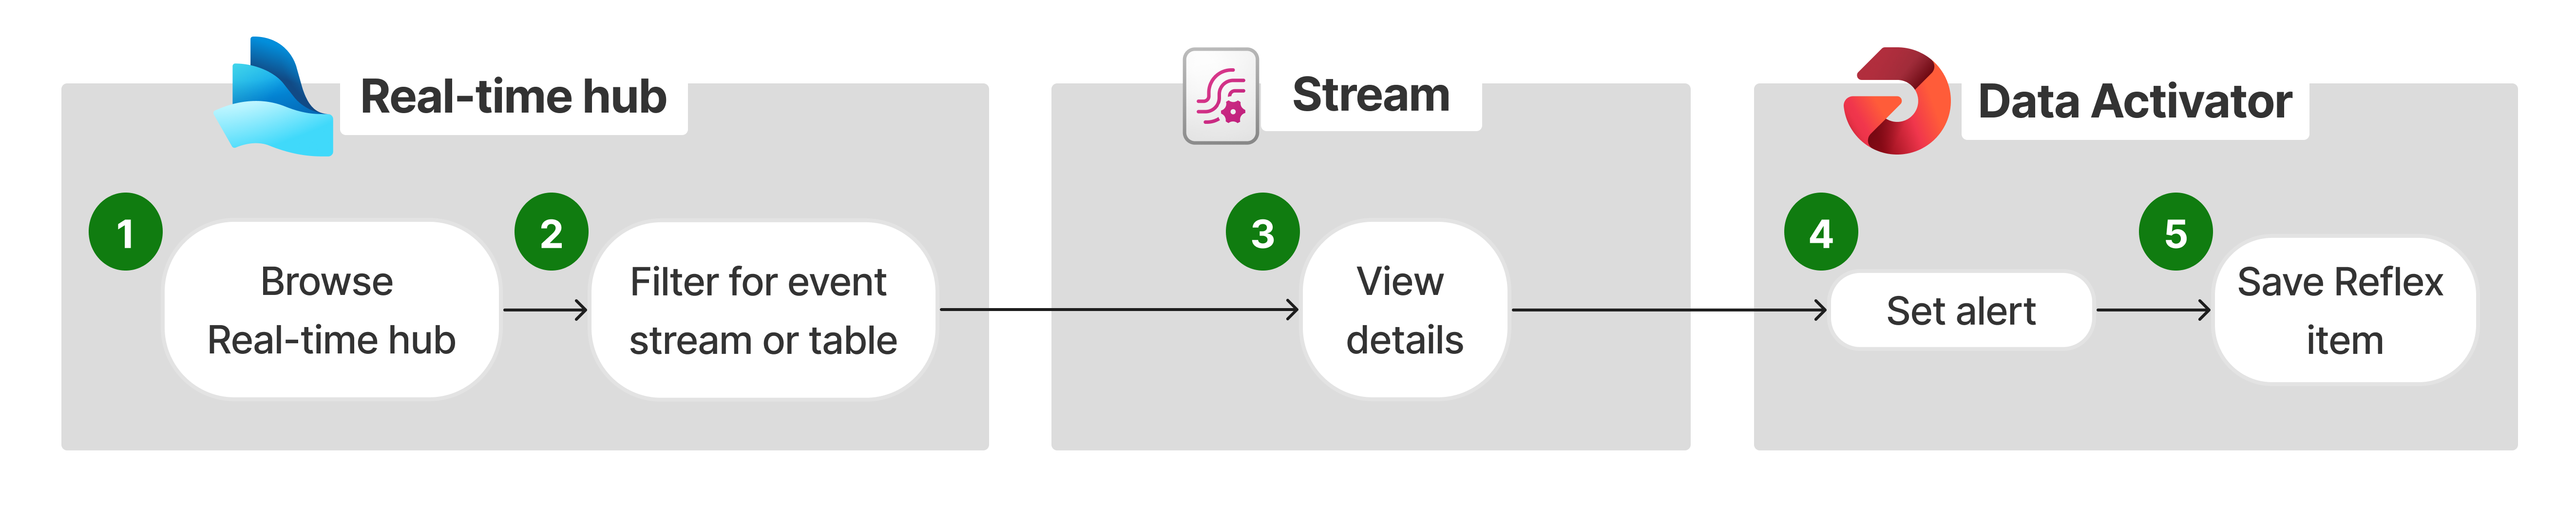 Real-time hub
1
Browse
Real-time hub
2
Filter for event
stream or table
Stream
3
View
details
Data Activator
4
Set alert
5
Save Reflex
item